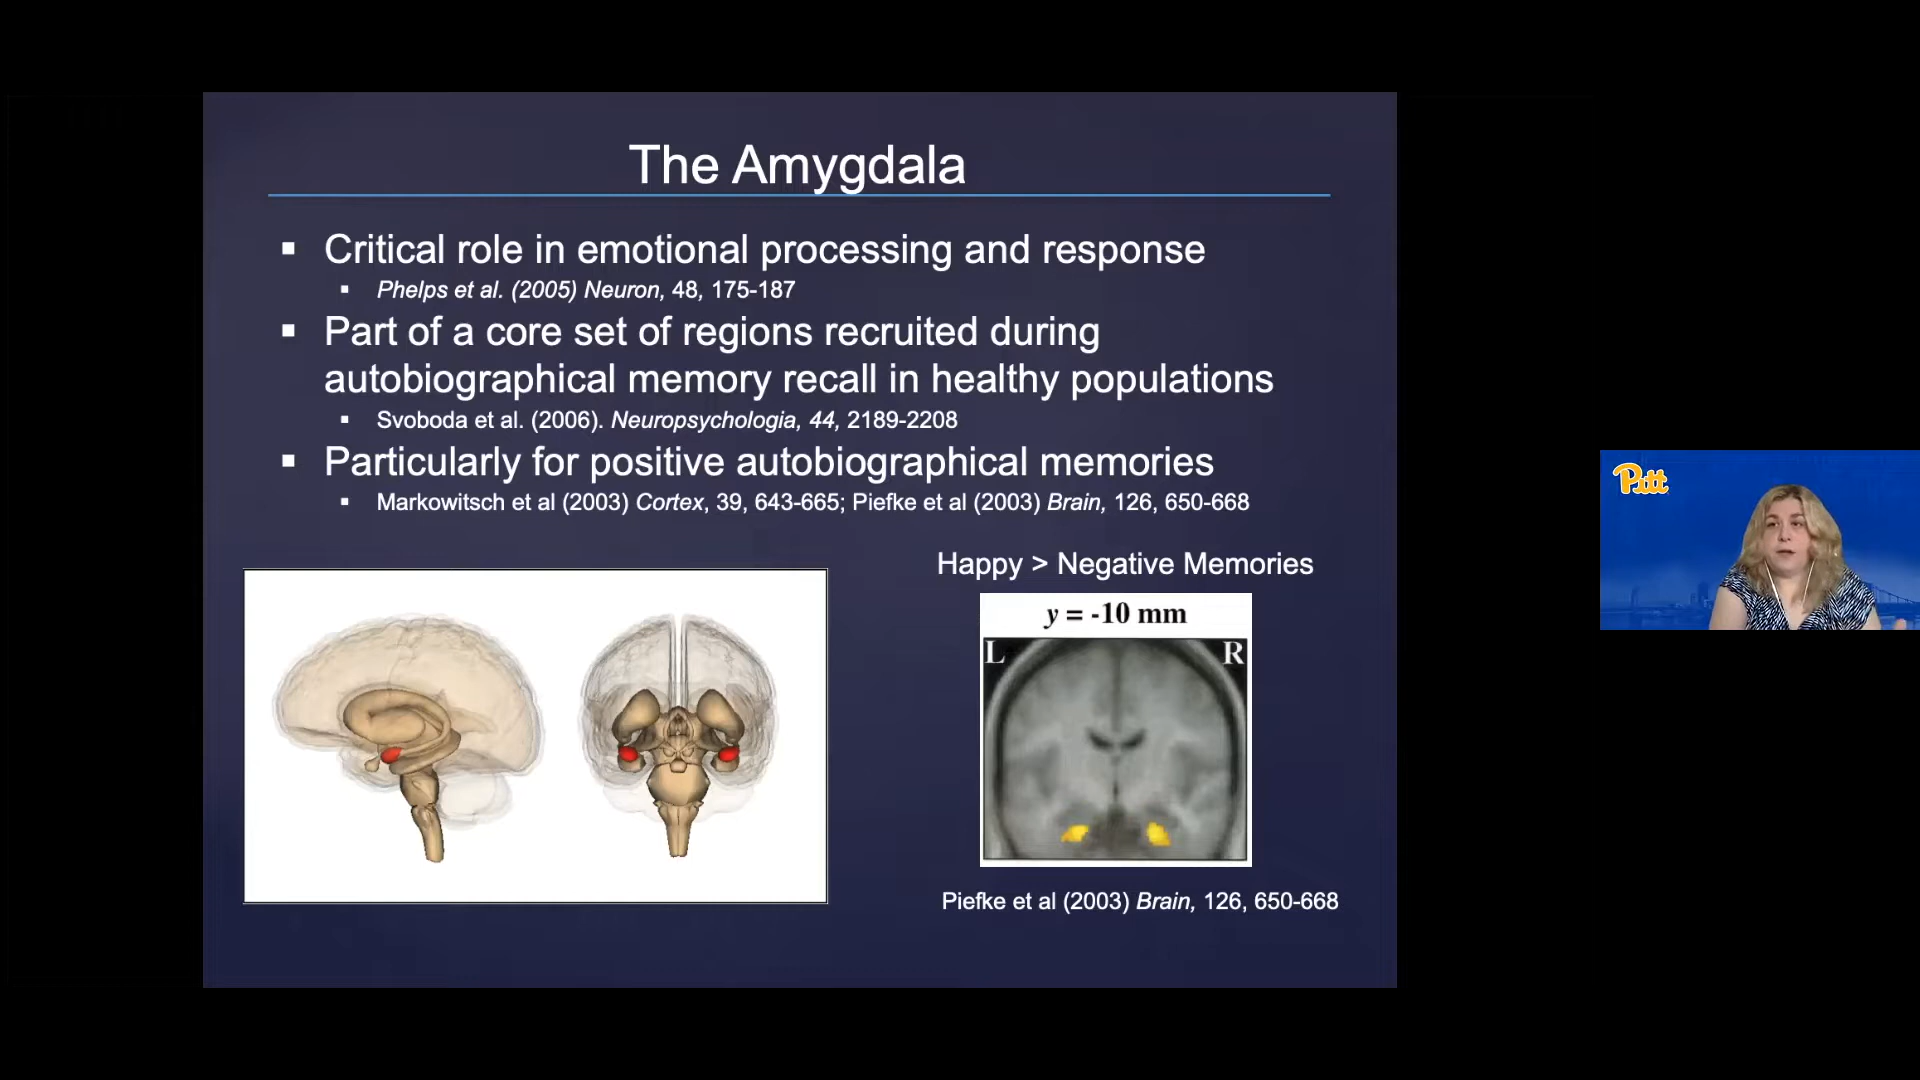 The Amygdala
Critical role in emotional processing and response
Phelps et al. (2005) Neuron, 48, 175-187
Part of a core set of regions recruited during
autobiographical memory recall in healthy populations
Svoboda et al. (2006). Neuropsychologia, 44, 2189-2208
Particularly for positive autobiographical memories
Markowitsch et al (2003) Cortex, 39, 643-665; Piefke et al (2003) Brain, 126, 650-668
Happy > Negative Memories
y = -10 mm
L R
Piefke et al (2003) Brain, 126, 650-668
Pitt